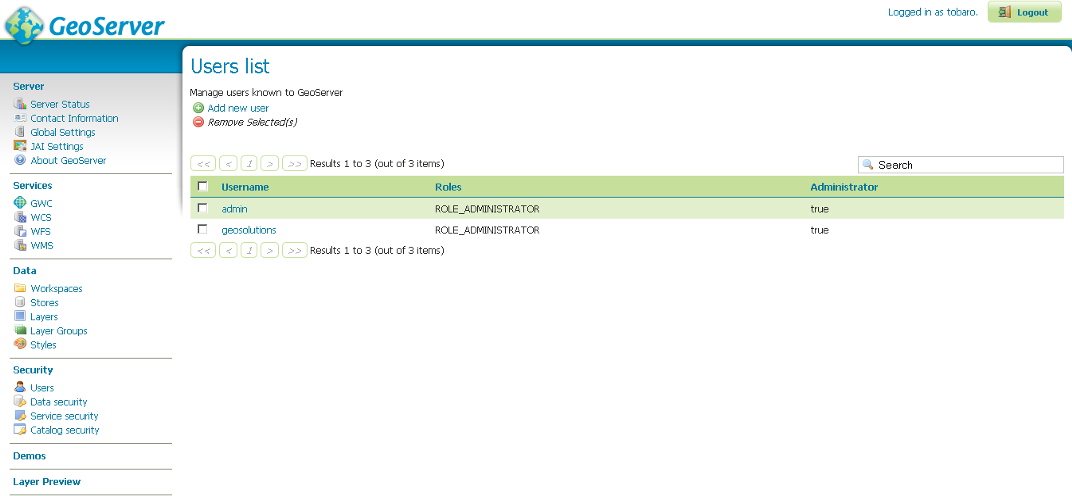 GeoServer
Logged in as tobaro.
Logout
Server
Server Status
Contact Information
Global Settings
JAI Settings
About GeoServer
Services
GWC
WCS
WFS
WMS
Data
Workspaces
Stores
Layers
Layer Groups
Styles
Security
Users
Data security
Service security
Catalog security
Demos
Layer Preview
Users list
Manage users known to GeoServer
Add new user
Remove Selected(s)
<< < 1 > >> Results 1 to 3 (out of 3 items)
Search
Username Roles Administrator
admin ROLE_ADMINISTRATOR true
geosolutions ROLE_ADMINISTRATOR true
<< < 1 > >> Results 1 to 3 (out of 3 items)